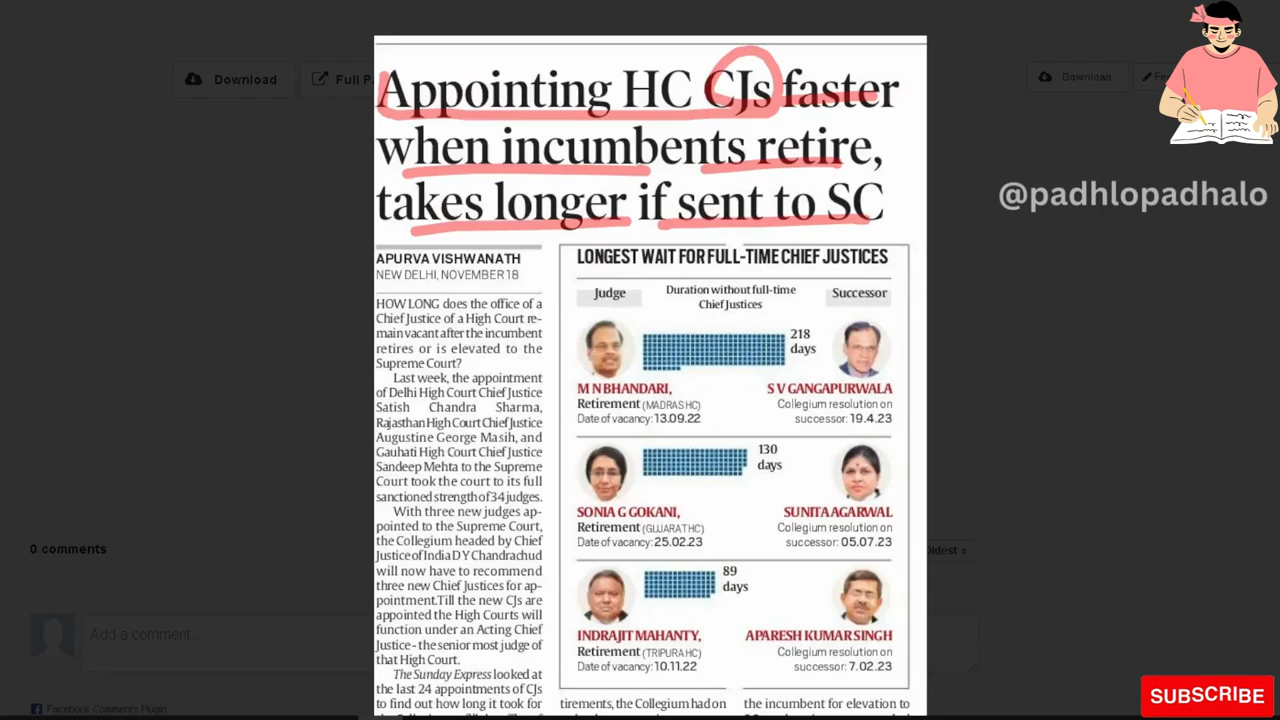 Download
Full P
Download
Appointing HC CJs faster
when incumbents retire,
takes longer if sent to SC
@padhlopadhalo
APURVA VISHWANATH
NEW DELHI, NOVEMBER 18
HOW LONG does the office of a
Chief Justice of a High Court re-
main vacant after the incumbent
retires or is elevated to the
Supreme Court?
Last week, the appointment
of Delhi High Court Chief Justice
Satish Chandra Sharma,
Rajasthan High Court Chief Justice
Augustine George Masih, and
Gauhati High Court Chief Justice
Sandeep Mehta to the Supreme
Court took the court to its full
sanctioned strength of 34 judges.
With three new judges ap-
pointed to the Supreme Court,
the Collegium headed by Chief
Justice of India D Y Chandrachud
will now have to recommend
three new Chief Justices for ap-
pointment. Till the new CJs are
appointed the High Courts will
function under an Acting Chief
Justice - the senior most judge of
that High Court.
The Sunday Express looked at
the last 24 appointments of CJs
to find out how long it took for
LONGEST WAIT FOR FULL-TIME CHIEF JUSTICES
Judge
Duration without full-time
Chief Justices
Successor
218
days
M N BHANDARI,
Retirement (MADRAS HC)
Date of vacancy: 13.09.22
S V GANGAPURWALA
Collegium resolution on
successor: 19.4.23
130
days
SONIA G GOKANI,
Retirement (GUJARAT HC)
Date of vacancy: 25.02.23
SUNITA AGARWAL
Collegium resolution on
successor: 05.07.23
89
days
INDRAJIT MAHANTY,
Retirement (TRIPURA HC)
Date of vacancy: 10.11.22
APARESH KUMAR SINGH
Collegium resolution on
successor: 7.02.23
tirements, the Collegium had on
the incumbent for elevation to
0 comments
Oldest
Add a comment...
Facebook Comments Plugin
SUBSCRIBE